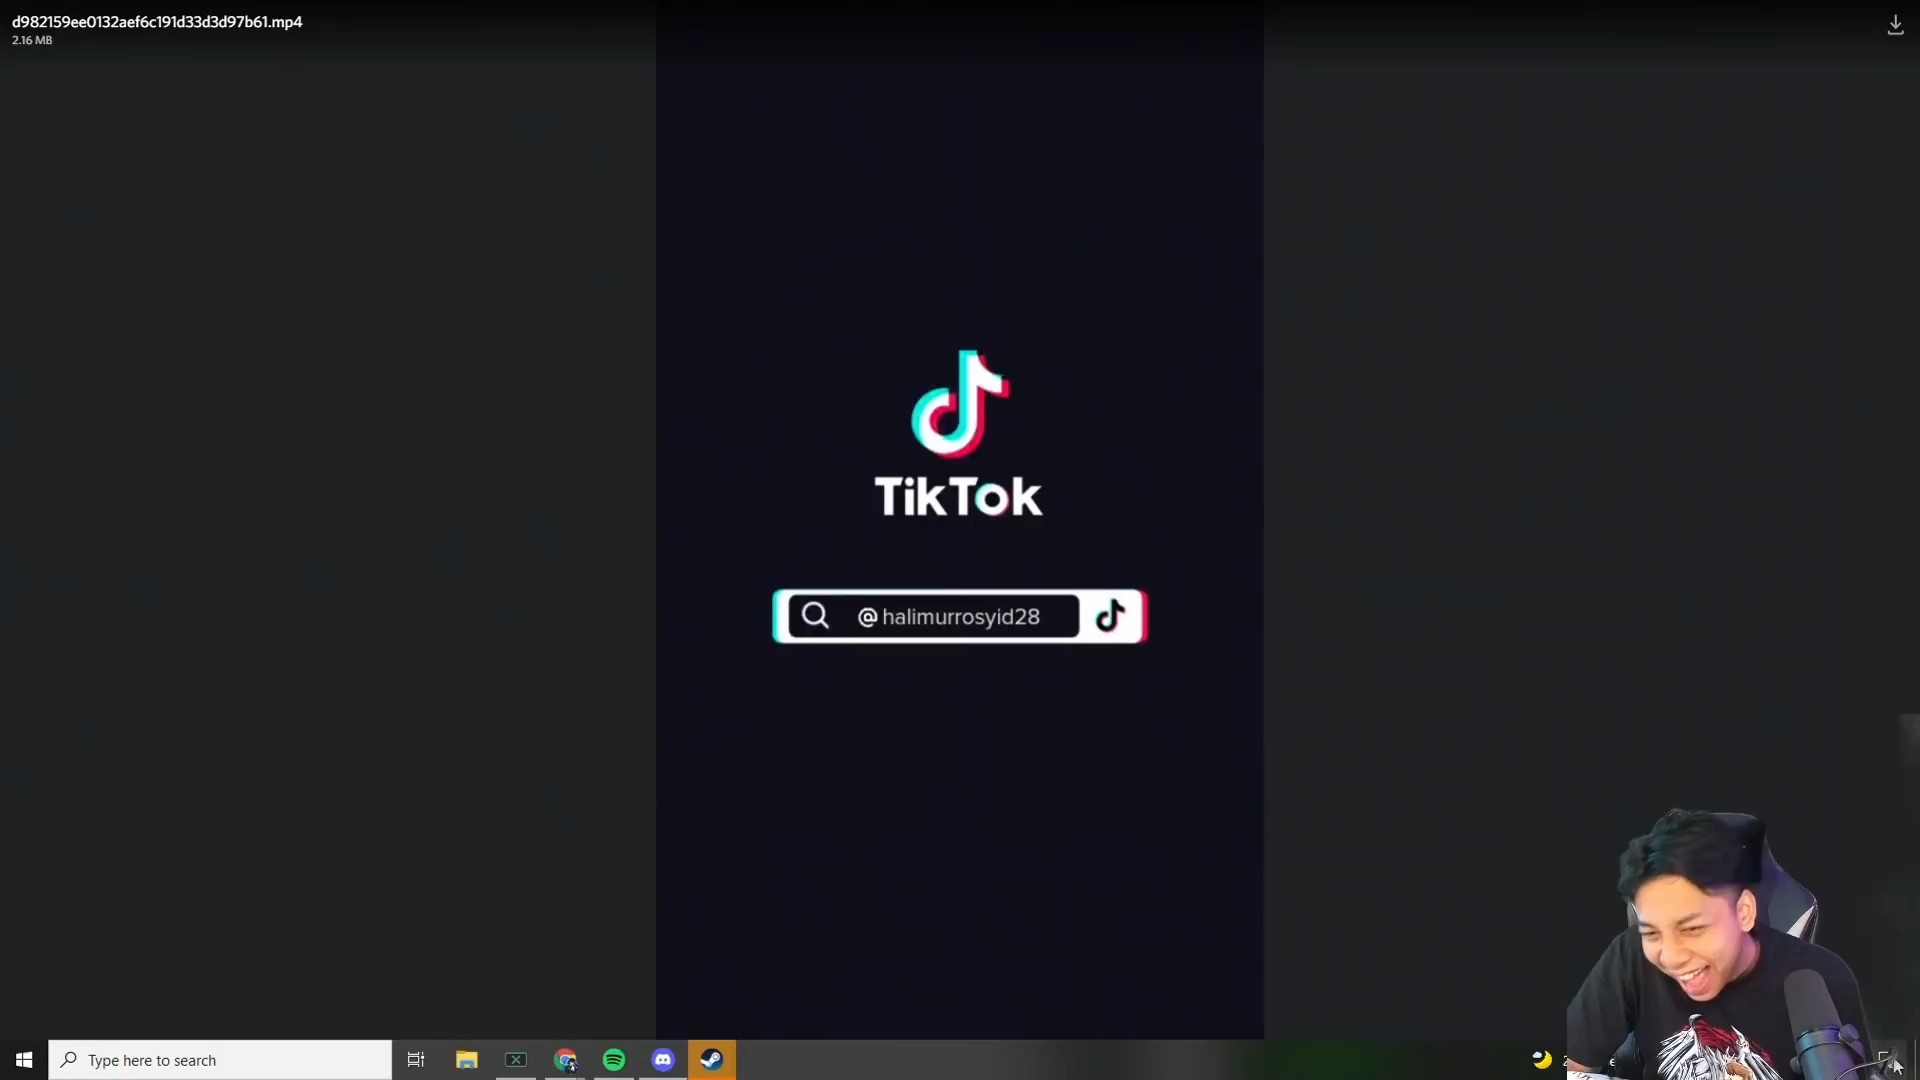 d982159ee0132aef6c191d33d3d97b61.mp4
2.16 MB
TikTok
@halimurrosyid28
Type here to search